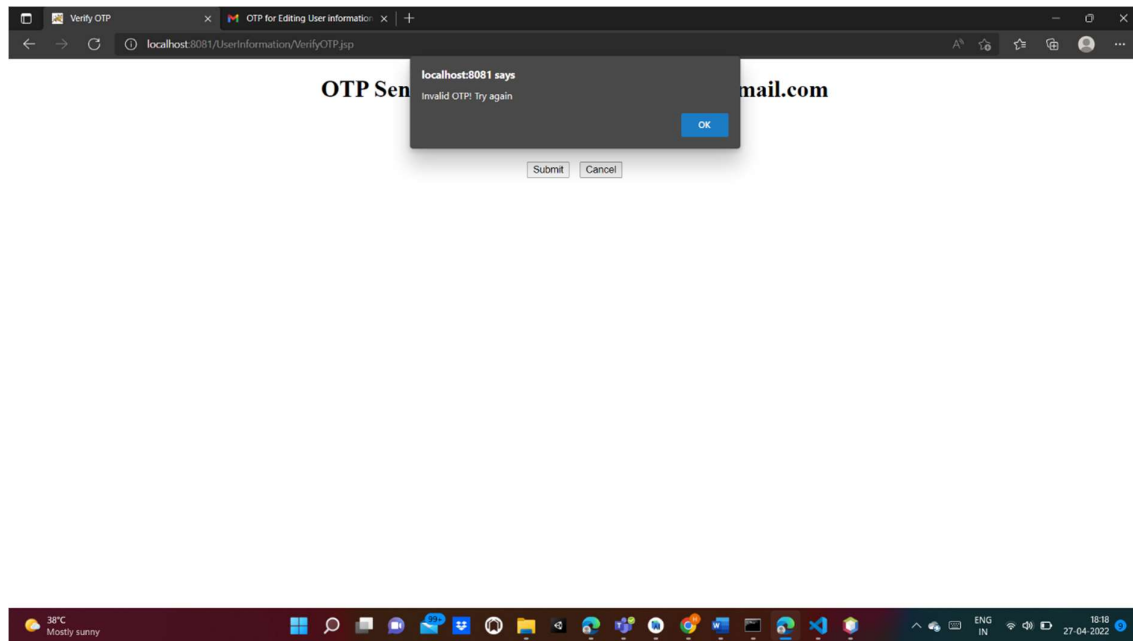 Verify OTP
OTP for Editing User information
localhost:8081/UserInformation/VerifyOTP.jsp
localhost:8081 says
Invalid OTP! Try again
OK
OTP Sen mail.com
Submit Cancel
38°C
Mostly sunny
99+
ENG
IN
18:18
27-04-2022